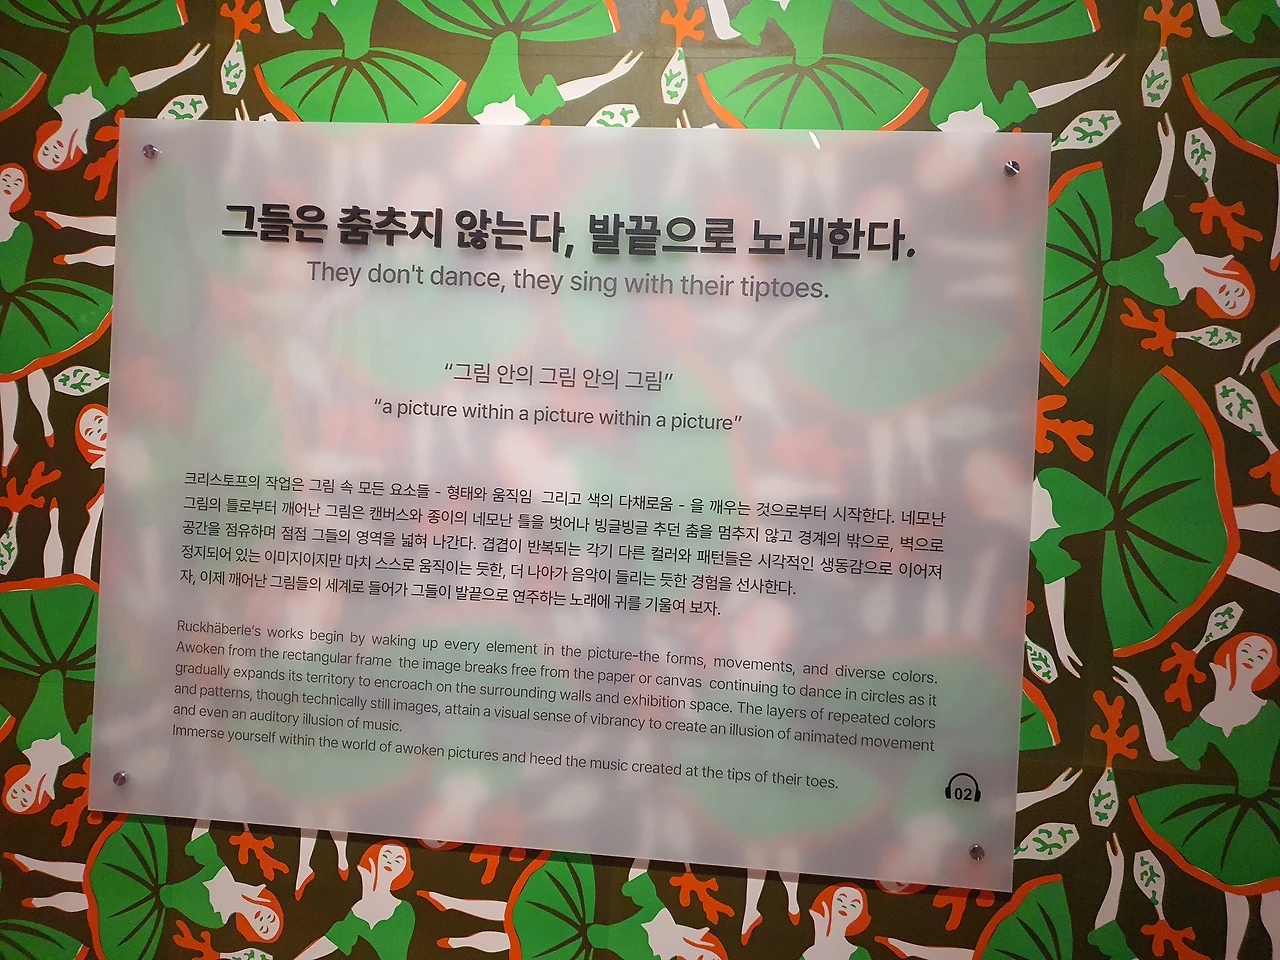 그들은 춤추지 않는다, 발끝으로 노래한다.
They don't dance, they sing with their tiptoes.
“그림 안의 그림 안의 그림”
“a picture within a picture within a picture”
크리스토프의 작업은 그림 속 모든 요소들 - 형태와 움직임 그리고 색의 다채로움 - 을 깨우는 것으로부터 시작한다. 네모난
그림의 틀로부터 깨어난 그림은 캔버스와 종이의 네모난 틀을 벗어나 빙글빙글 추던 춤을 멈추지 않고 경계의 밖으로, 벽으로
공간을 점유하며 점점 그들의 영역을 넓혀 나간다. 겹겹이 반복되는 각기 다른 컬러와 패턴들은 시각적인 생동감으로 이어져
정지되어 있는 이미지이지만 마치 스스로 움직이는 듯한, 더 나아가 음악이 들리는 듯한 경험을 선사한다.
자, 이제 깨어난 그림들의 세계로 들어가 그들이 발끝으로 연주하는 노래에 귀를 기울여 보자.
Ruckhäberle's works begin by waking up every element in the picture-the forms, movements, and diverse colors.
Awoken from the rectangular frame the image breaks free from the paper or canvas continuing to dance in circles as it
gradually expands its territory to encroach on the surrounding walls and exhibition space. The layers of repeated colors
and patterns, though technically still images, attain a visual sense of vibrancy to create an illusion of animated movement
and even an auditory illusion of music.
Immerse yourself within the world of awoken pictures and heed the music created at the tips of their toes.
02